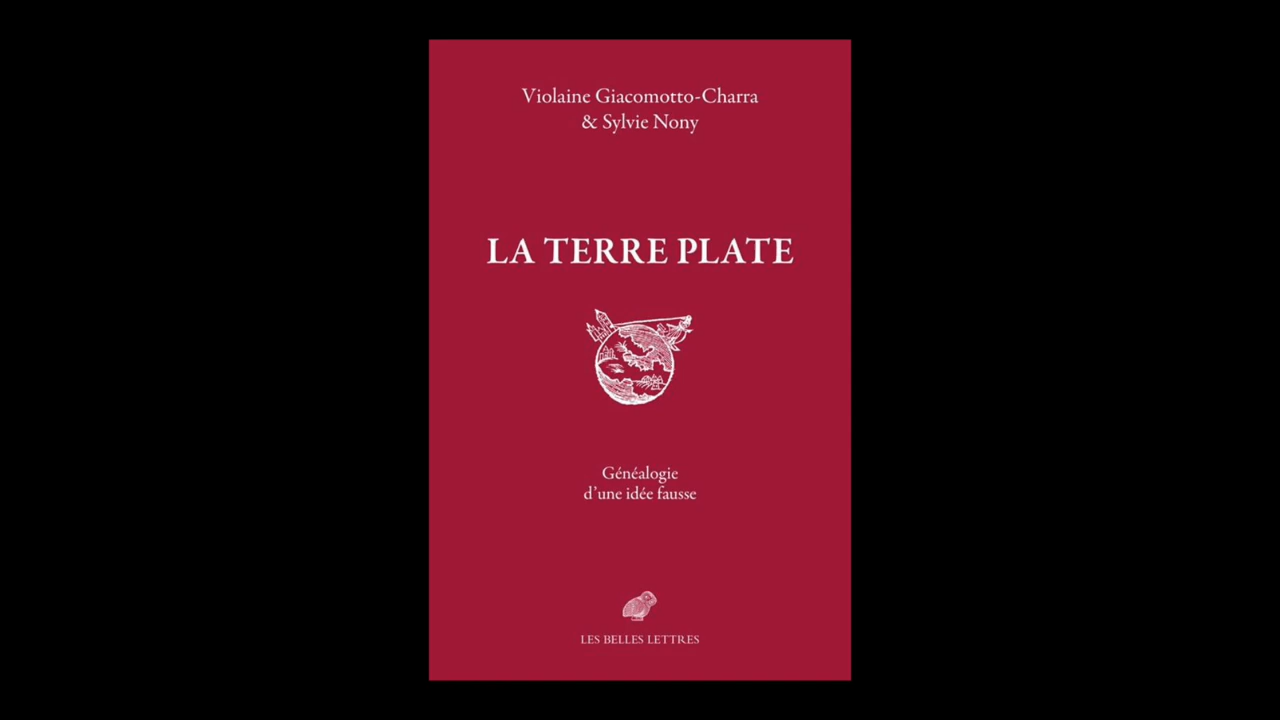 Violaine Giacomotto-Charra
& Sylvie Nony
LA TERRE PLATE
Généalogie
d’une idée fausse
LES BELLES LETTRES